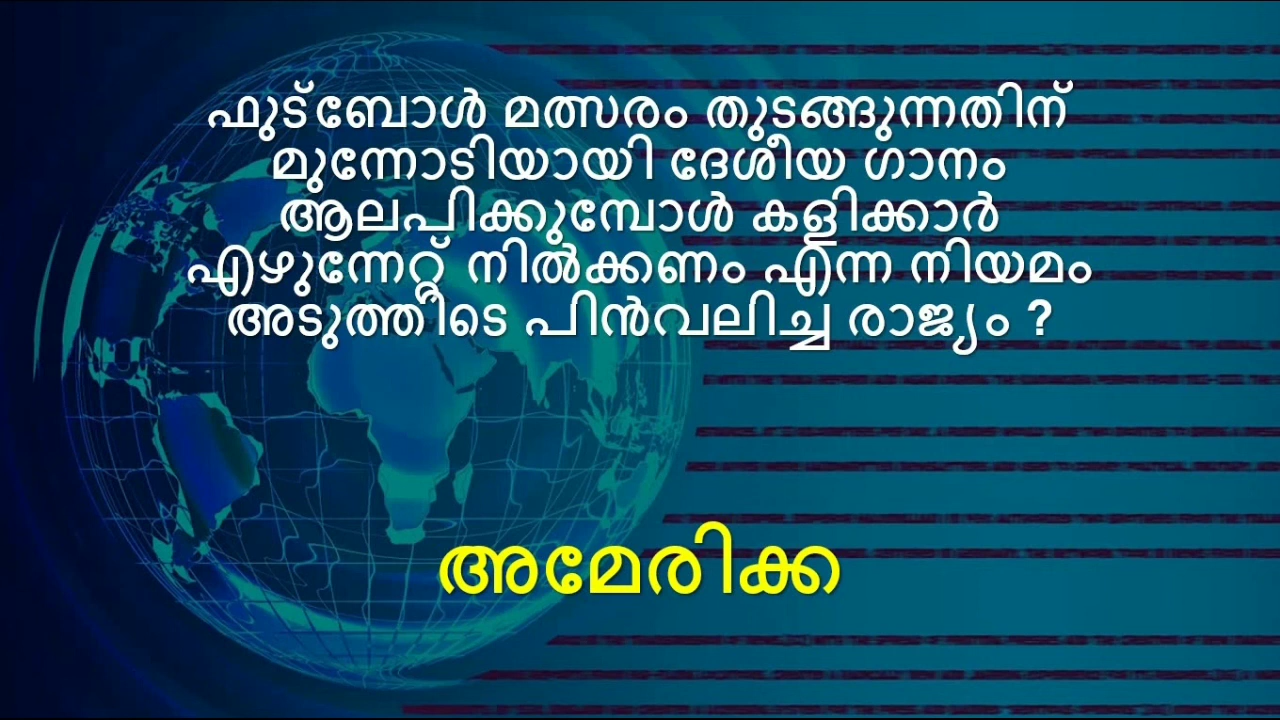 ഫുട്ബോൾ മത്സരം തുടങ്ങുന്നതിന്
മുന്നോടിയായി ദേശീയ ഗാനം
ആലപിക്കുമ്പോൾ കളിക്കാർ
എഴുന്നേറ്റ് നിൽക്കണം എന്ന നിയമം
അടുത്തിടെ പിൻവലിച്ച രാജ്യം ?
അമേരിക്ക